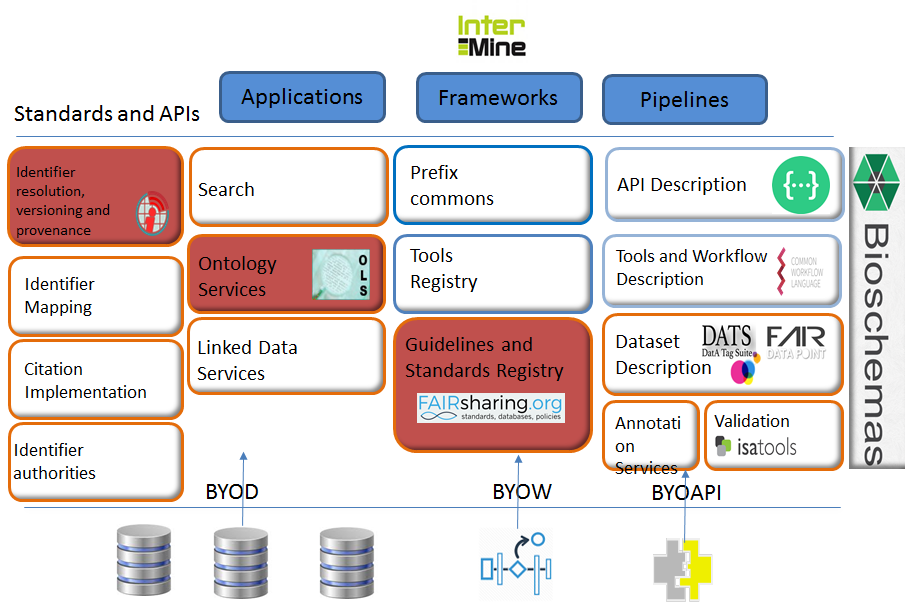 Inter
Mine
Applications
Frameworks
Pipelines
Standards and APIs
Identifier
resolution,
versioning and
provenance
Identifier
Mapping
Citation
Implementation
Identifier
authorities
Search
Ontology
Services
OLS
Linked Data
Services
Prefix
commons
Tools
Registry
Guidelines and
Standards Registry
FAIRsharing.org
standards, databases, policies
API Description
{···}
Tools and Workflow
Description
COMMON
WORKFLOW
LANGUAGE
Dataset
Description
DATS
DatA Tag Suite
FAIR
DATA POINT
Annotati
on
Services
Validation
isatools
Bioschemas
BYOD
BYOW
BYOAPI